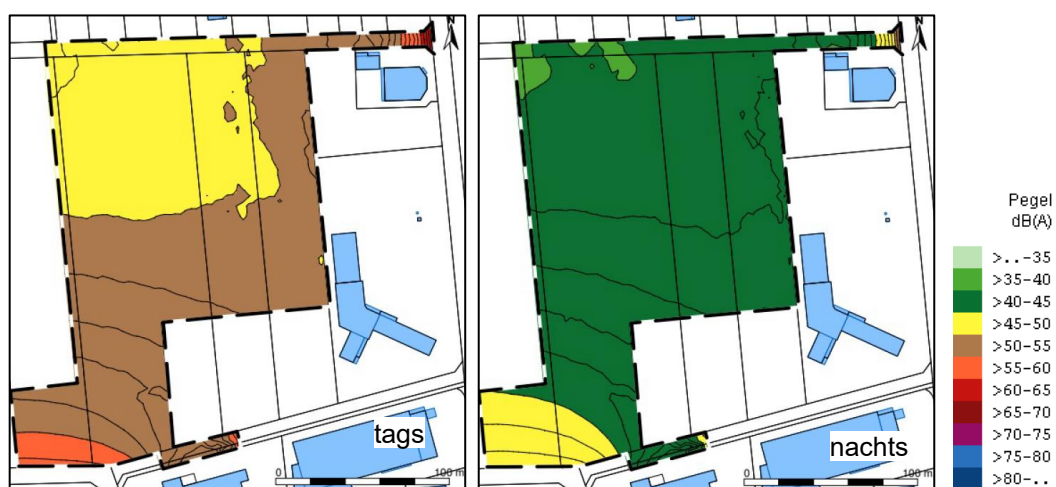 N
N
tags
0 100 m
nachts
0 100 m
Pegel
dB(A)
>..-35
>35-40
>40-45
>45-50
>50-55
>55-60
>60-65
>65-70
>70-75
>75-80
>80-..